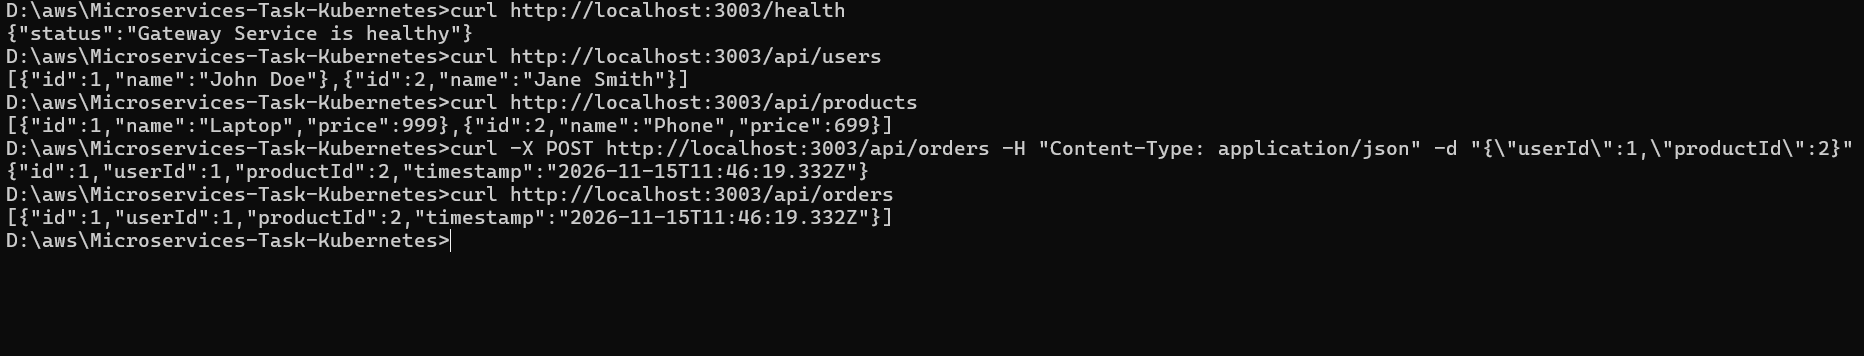 D:\aws\Microservices-Task-Kubernetes>curl http://localhost:3003/health
{"status":"Gateway Service is healthy"}
D:\aws\Microservices-Task-Kubernetes>curl http://localhost:3003/api/users
[{"id":1,"name":"John Doe"},{"id":2,"name":"Jane Smith"}]
D:\aws\Microservices-Task-Kubernetes>curl http://localhost:3003/api/products
[{"id":1,"name":"Laptop","price":999},{"id":2,"name":"Phone","price":699}]
D:\aws\Microservices-Task-Kubernetes>curl -X POST http://localhost:3003/api/orders -H "Content-Type: application/json" -d "{\"userId\":1,\"productId\":2}"
{"id":1,"userId":1,"productId":2,"timestamp":"2026-11-15T11:46:19.332Z"}
D:\aws\Microservices-Task-Kubernetes>curl http://localhost:3003/api/orders
[{"id":1,"userId":1,"productId":2,"timestamp":"2026-11-15T11:46:19.332Z"}]
D:\aws\Microservices-Task-Kubernetes>